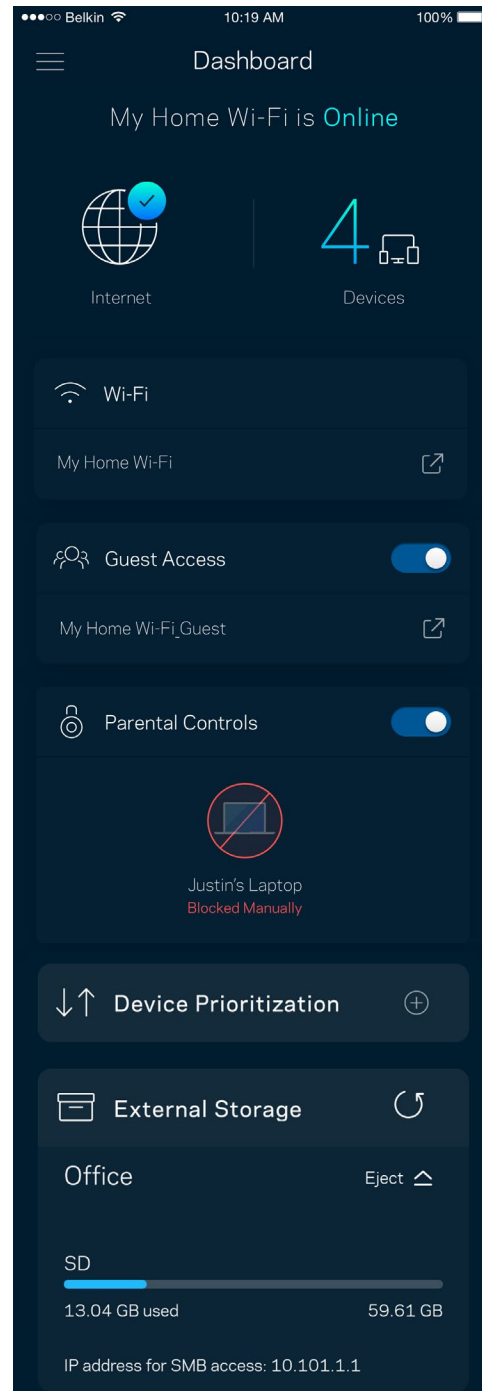 Belkin 10:19 AM 100%
Dashboard
My Home Wi-Fi is Online
4
Internet Devices
Wi-Fi
My Home Wi-Fi
Guest Access
My Home Wi-Fi_Guest
Parental Controls
Justin's Laptop
Blocked Manually
Device Prioritization
External Storage
Office Eject
SD
13.04 GB used 59.61 GB
IP address for SMB access: 10.101.1.1